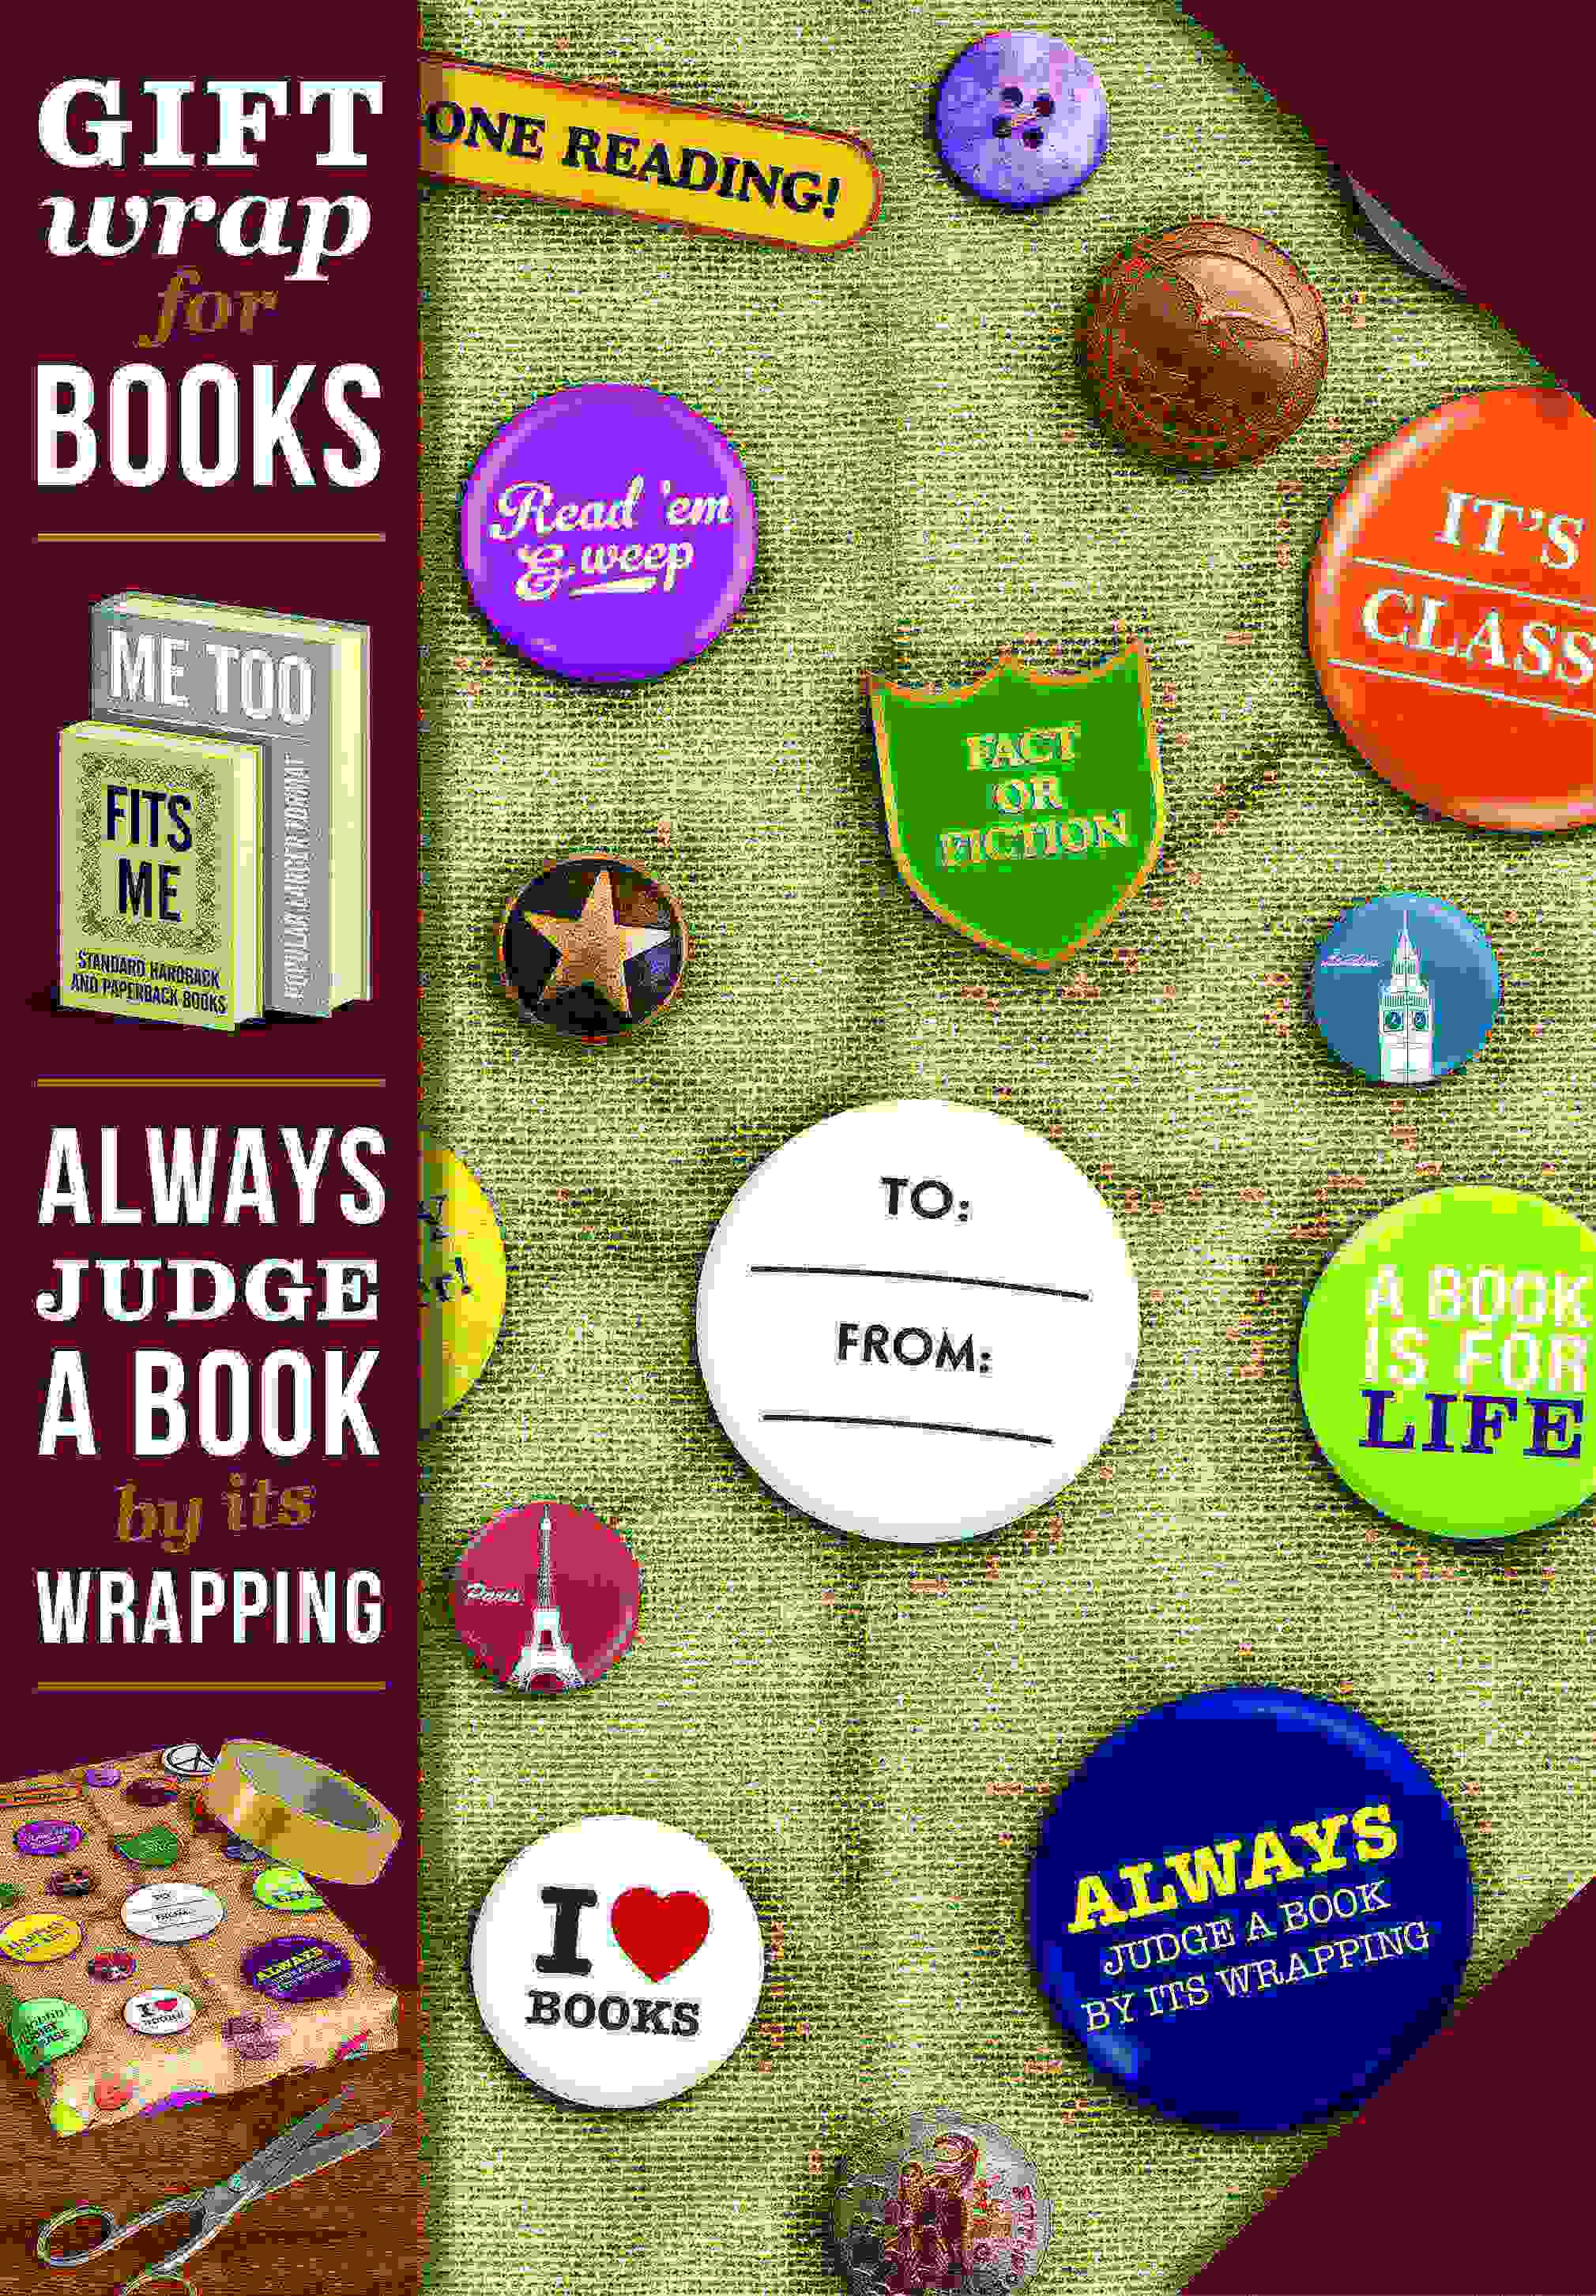 GIFT
wrap
for
BOOKS
ME TOO
POPULAR LARGER FORMAT
FITS
ME
STANDARD HARDBACK
AND PAPERBACK BOOKS
ALWAYS
JUDGE
A BOOK
by its
WRAPPING
ONE READING!
Read 'em
& weep
IT'S
CLASS
FACT
OR
FICTION
TO:
FROM:
A BOOK
IS FOR
LIFE
Paris
I
BOOKS
ALWAYS
JUDGE A BOOK
BY ITS WRAPPING